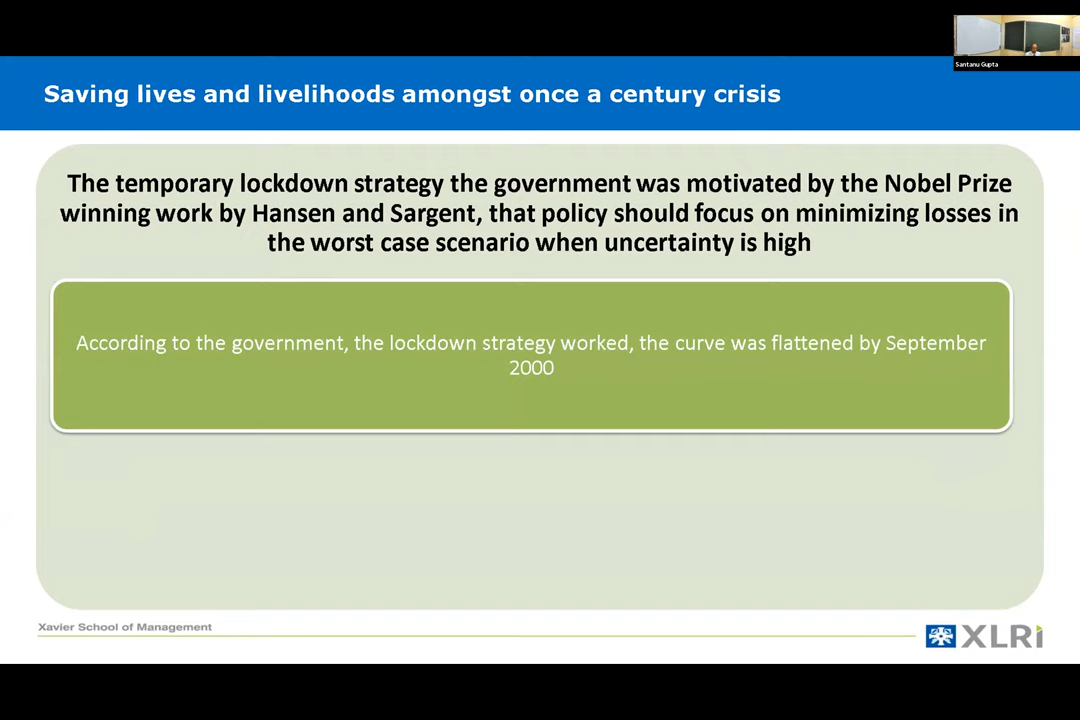 Santanu Gupta
Saving lives and livelihoods amongst once a century crisis
The temporary lockdown strategy the government was motivated by the Nobel Prize
winning work by Hansen and Sargent, that policy should focus on minimizing losses in
the worst case scenario when uncertainty is high
According to the government, the lockdown strategy worked, the curve was flattened by September
2000
Xavier School of Management
XLRi